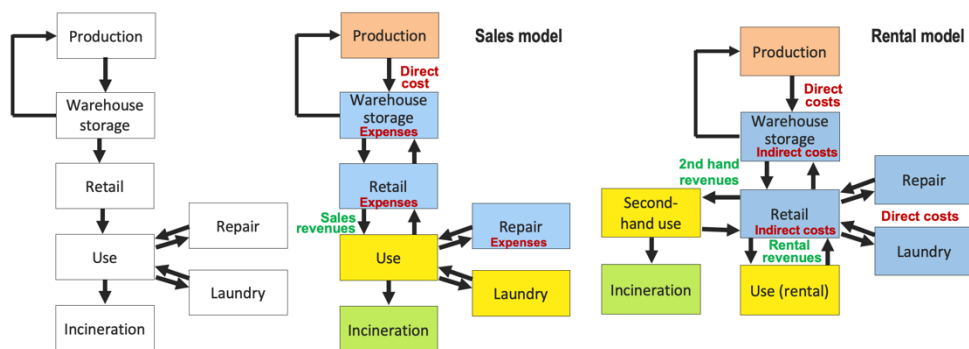 Production
Warehouse
storage
Retail
Repair
Use
Laundry
Incineration
Sales model
Production
Direct
cost
Warehouse
storage
Expenses
Retail
Expenses
Sales
revenues
Repair
Expenses
Use
Laundry
Incineration
Rental model
Production
Direct
costs
Warehouse
storage
Indirect costs
2nd hand
revenues
Repair
Second-
hand use
Retail
Indirect costs
Direct costs
Rental
revenues
Laundry
Incineration
Use (rental)